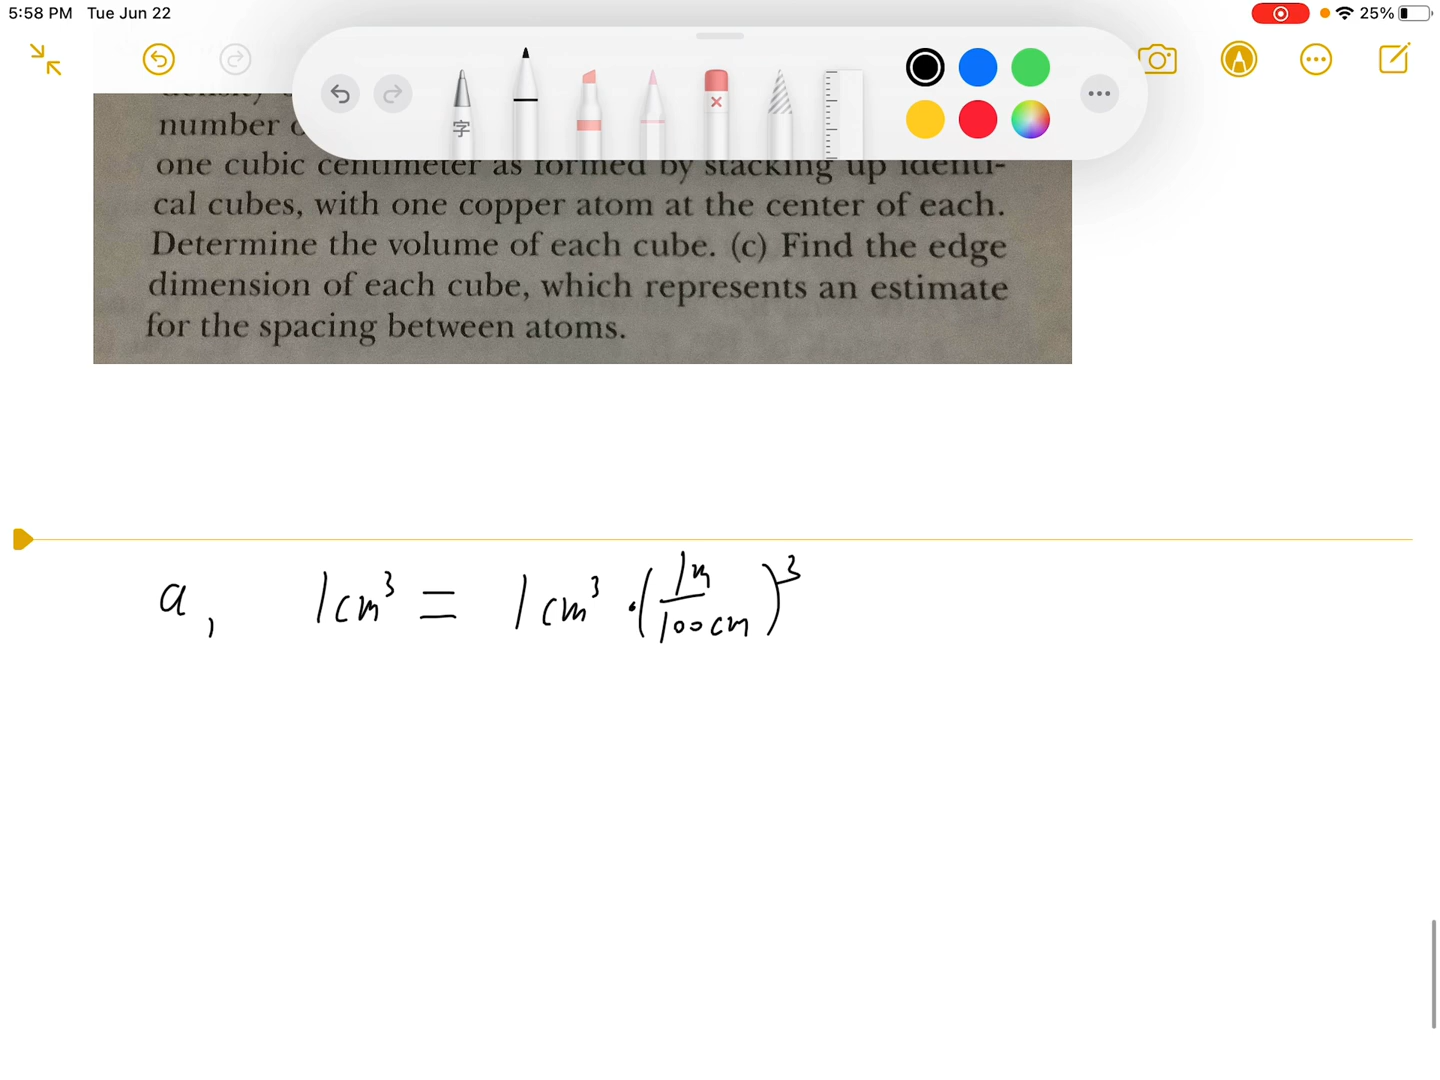 5:58 PM Tue Jun 22 25%
字
number
one cubic centimeter as formed by stacking up identi-
cal cubes, with one copper atom at the center of each.
Determine the volume of each cube. (c) Find the edge
dimension of each cube, which represents an estimate
for the spacing between atoms.
a, 1cm³ = 1cm³ · (1m/100cm)³